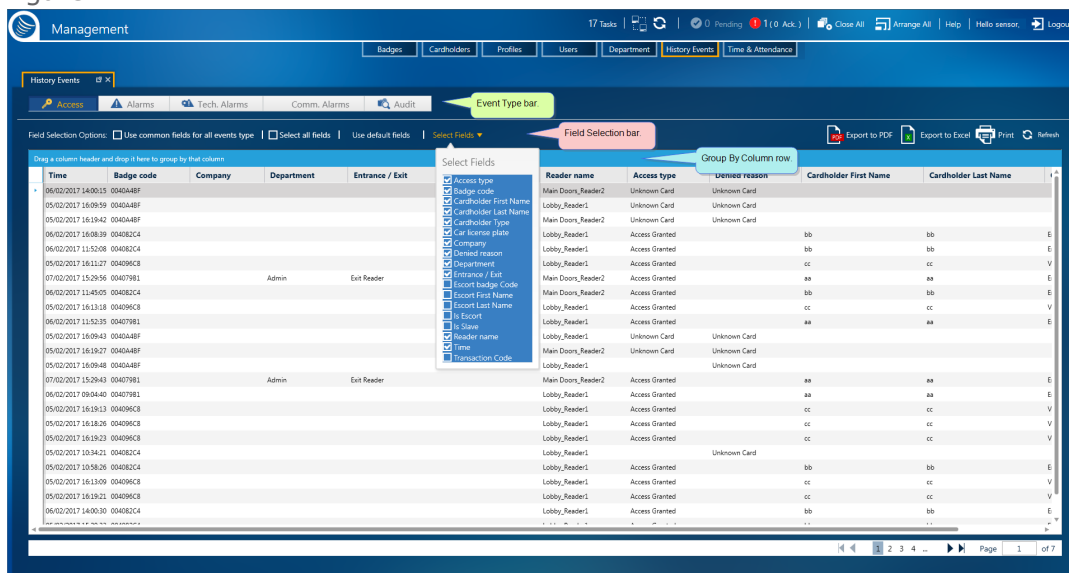 Management
17 Tasks | 0 Pending 1 ( 0 Ack. ) | Close All Arrange All | Help | Hello sensor, Logou
Badges Cardholders Profiles Users Department History Events Time & Attendance
History Events
Access Alarms Tech. Alarms Comm. Alarms Audit Event Type bar.
Field Selection Options: Use common fields for all events type | Select all fields | Use default fields | Select Fields Field Selection bar. Export to PDF Export to Excel Print Refresh
Drag a column header and drop it here to group by that column Group By Column row.
Time Badge code Company Department Entrance / Exit Reader name Access type Denied reason Cardholder First Name Cardholder Last Name
Select Fields
Access type
Badge code
Cardholder First Name
Cardholder Last Name
Cardholder Type
Car license plate
Company
Denied reason
Department
Entrance / Exit
Escort badge Code
Escort First Name
Escort Last Name
Is Escort
Is Slave
Reader name
Time
Transaction Code
06/02/2017 14:00:15 0040A4BF Main Doors_Reader2 Unknown Card Unknown Card
05/02/2017 16:09:59 0040A4BF Lobby_Reader1 Unknown Card Unknown Card
05/02/2017 16:19:42 0040A4BF Main Doors_Reader2 Unknown Card Unknown Card
06/02/2017 16:08:39 004082C4 Lobby_Reader1 Access Granted bb bb E
06/02/2017 11:52:08 004082C4 Lobby_Reader1 Access Granted bb bb E
05/02/2017 16:11:27 004096C8 Lobby_Reader1 Access Granted cc cc V
07/02/2017 15:29:56 00407981 Admin Exit Reader Main Doors_Reader2 Access Granted aa aa E
06/02/2017 11:45:05 004082C4 Main Doors_Reader2 Access Granted bb bb E
05/02/2017 16:13:18 004096C8 Lobby_Reader1 Access Granted cc cc V
06/02/2017 11:52:35 00407981 Lobby_Reader1 Access Granted aa aa E
05/02/2017 16:09:43 0040A4BF Lobby_Reader1 Unknown Card Unknown Card
05/02/2017 16:19:27 0040A4BF Main Doors_Reader2 Unknown Card Unknown Card
05/02/2017 16:09:48 0040A4BF Lobby_Reader1 Unknown Card
07/02/2017 15:29:43 00407981 Admin Exit Reader Main Doors_Reader2 Access Granted aa aa E
06/02/2017 09:04:40 00407981 Lobby_Reader1 Access Granted aa aa E
05/02/2017 16:19:13 004096C8 Lobby_Reader1 Access Granted cc cc V
05/02/2017 16:18:26 004096C8 Lobby_Reader1 Access Granted cc cc V
05/02/2017 16:19:23 004096C8 Lobby_Reader1 Access Granted cc cc V
05/02/2017 10:34:21 004082C4 Lobby_Reader1 Unknown Card
05/02/2017 10:58:26 004082C4 Lobby_Reader1 Access Granted bb bb E
05/02/2017 16:13:09 004096C8 Lobby_Reader1 Access Granted cc cc V
05/02/2017 16:19:21 004096C8 Lobby_Reader1 Access Granted cc cc V
06/02/2017 14:00:30 004082C4 Lobby_Reader1 Access Granted bb bb E
1 2 3 4 ... Page 1 of 7